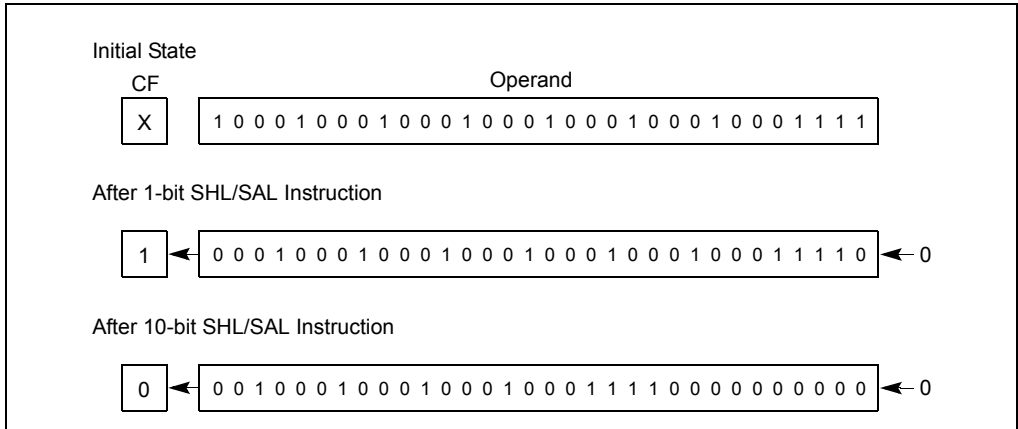 Initial State
CF Operand
X 1 0 0 0 1 0 0 0 1 0 0 0 1 0 0 0 1 0 0 0 1 0 0 0 1 0 0 0 1 1 1 1
After 1-bit SHL/SAL Instruction
1 0 0 0 1 0 0 0 1 0 0 0 1 0 0 0 1 0 0 0 1 0 0 0 1 0 0 0 1 1 1 1 0 0
After 10-bit SHL/SAL Instruction
0 0 0 1 0 0 0 1 0 0 0 1 0 0 0 1 0 0 0 1 1 1 1 0 0 0 0 0 0 0 0 0 0 0